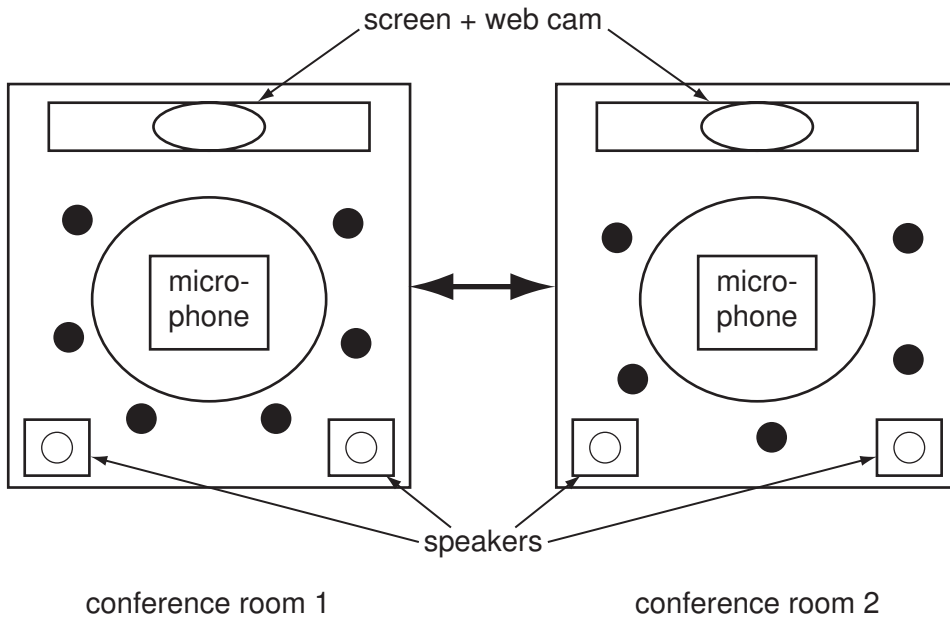 screen + web cam
micro-
phone
micro-
phone
speakers
conference room 1
conference room 2